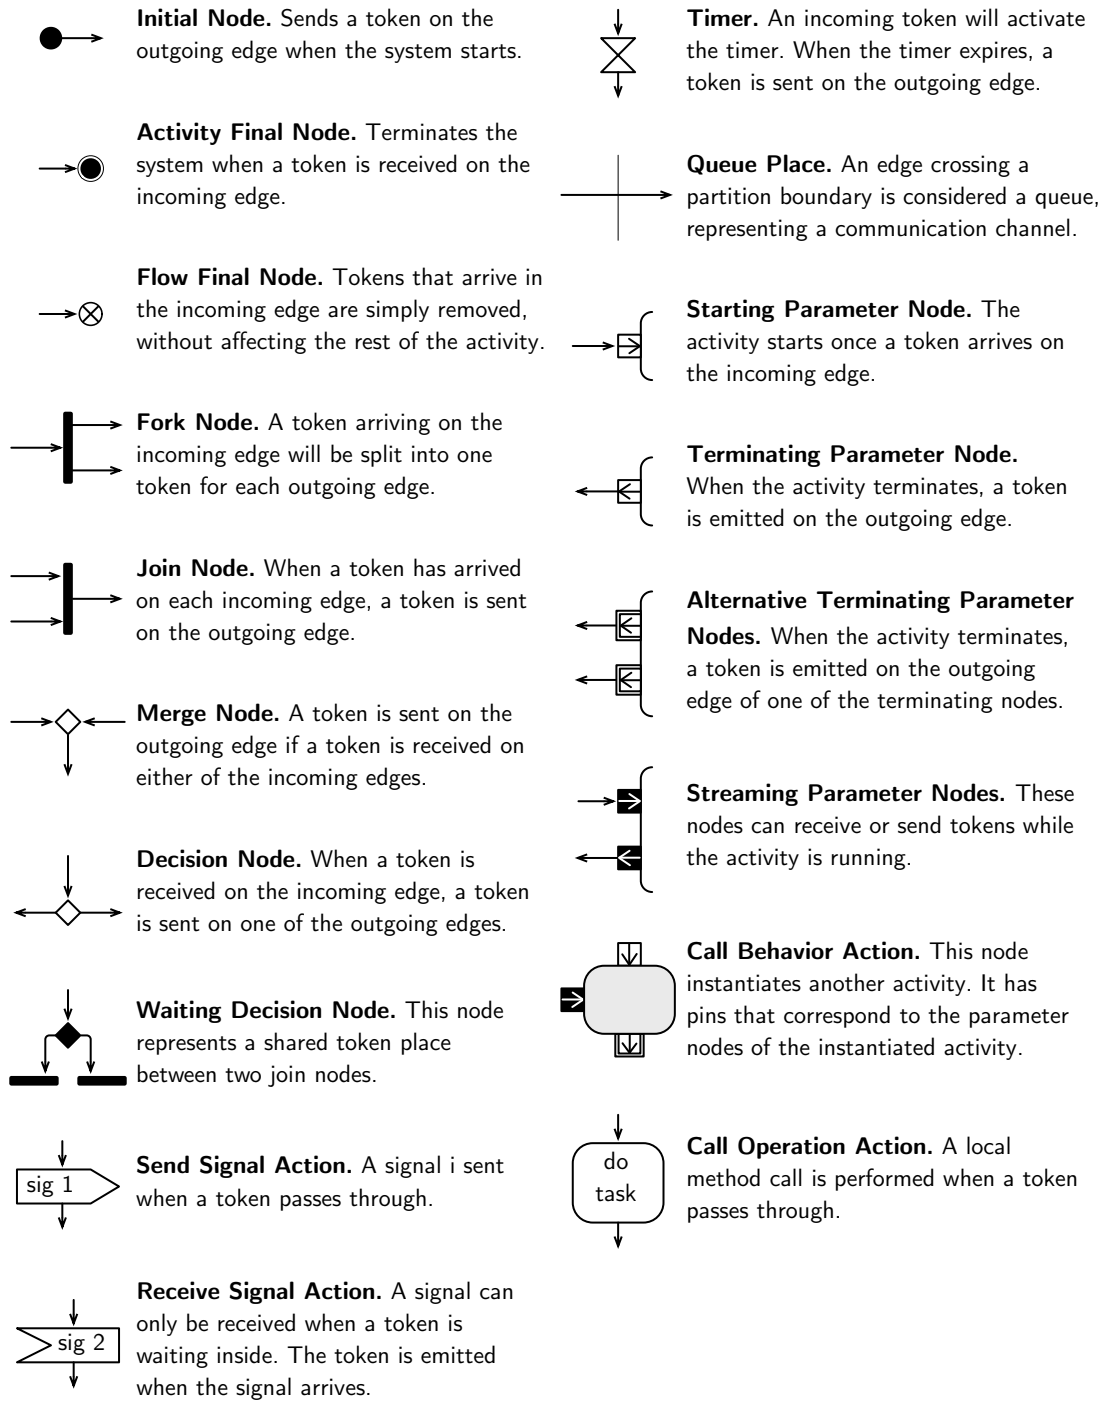 Initial Node. Sends a token on the
outgoing edge when the system starts.
Activity Final Node. Terminates the
system when a token is received on the
incoming edge.
Flow Final Node. Tokens that arrive in
the incoming edge are simply removed,
without affecting the rest of the activity.
Fork Node. A token arriving on the
incoming edge will be split into one
token for each outgoing edge.
Join Node. When a token has arrived
on each incoming edge, a token is sent
on the outgoing edge.
Merge Node. A token is sent on the
outgoing edge if a token is received on
either of the incoming edges.
Decision Node. When a token is
received on the incoming edge, a token
is sent on one of the outgoing edges.
Waiting Decision Node. This node
represents a shared token place
between two join nodes.
sig 1
Send Signal Action. A signal i sent
when a token passes through.
sig 2
Receive Signal Action. A signal can
only be received when a token is
waiting inside. The token is emitted
when the signal arrives.
Timer. An incoming token will activate
the timer. When the timer expires, a
token is sent on the outgoing edge.
Queue Place. An edge crossing a
partition boundary is considered a queue,
representing a communication channel.
Starting Parameter Node. The
activity starts once a token arrives on
the incoming edge.
Terminating Parameter Node.
When the activity terminates, a token
is emitted on the outgoing edge.
Alternative Terminating Parameter
Nodes. When the activity terminates,
a token is emitted on the outgoing
edge of one of the terminating nodes.
Streaming Parameter Nodes. These
nodes can receive or send tokens while
the activity is running.
Call Behavior Action. This node
instantiates another activity. It has
pins that correspond to the parameter
nodes of the instantiated activity.
do
task
Call Operation Action. A local
method call is performed when a token
passes through.